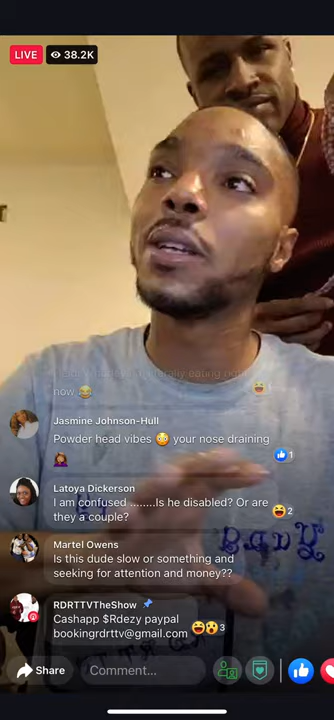 LIVE 38.2K
now 😂
Jasmine Johnson-Hull
Powder head vibes 😳 your nose draining
🤦🏾‍♀️
1
Latoya Dickerson
I am confused ........Is he disabled? Or are
they a couple?
2
Martel Owens
Is this dude slow or something and
seeking for attention and money??
BADY
RDRTTVTheShow
Cashapp $Rdezy paypal
bookingrdrttv@gmail.com
3
Share
Comment...